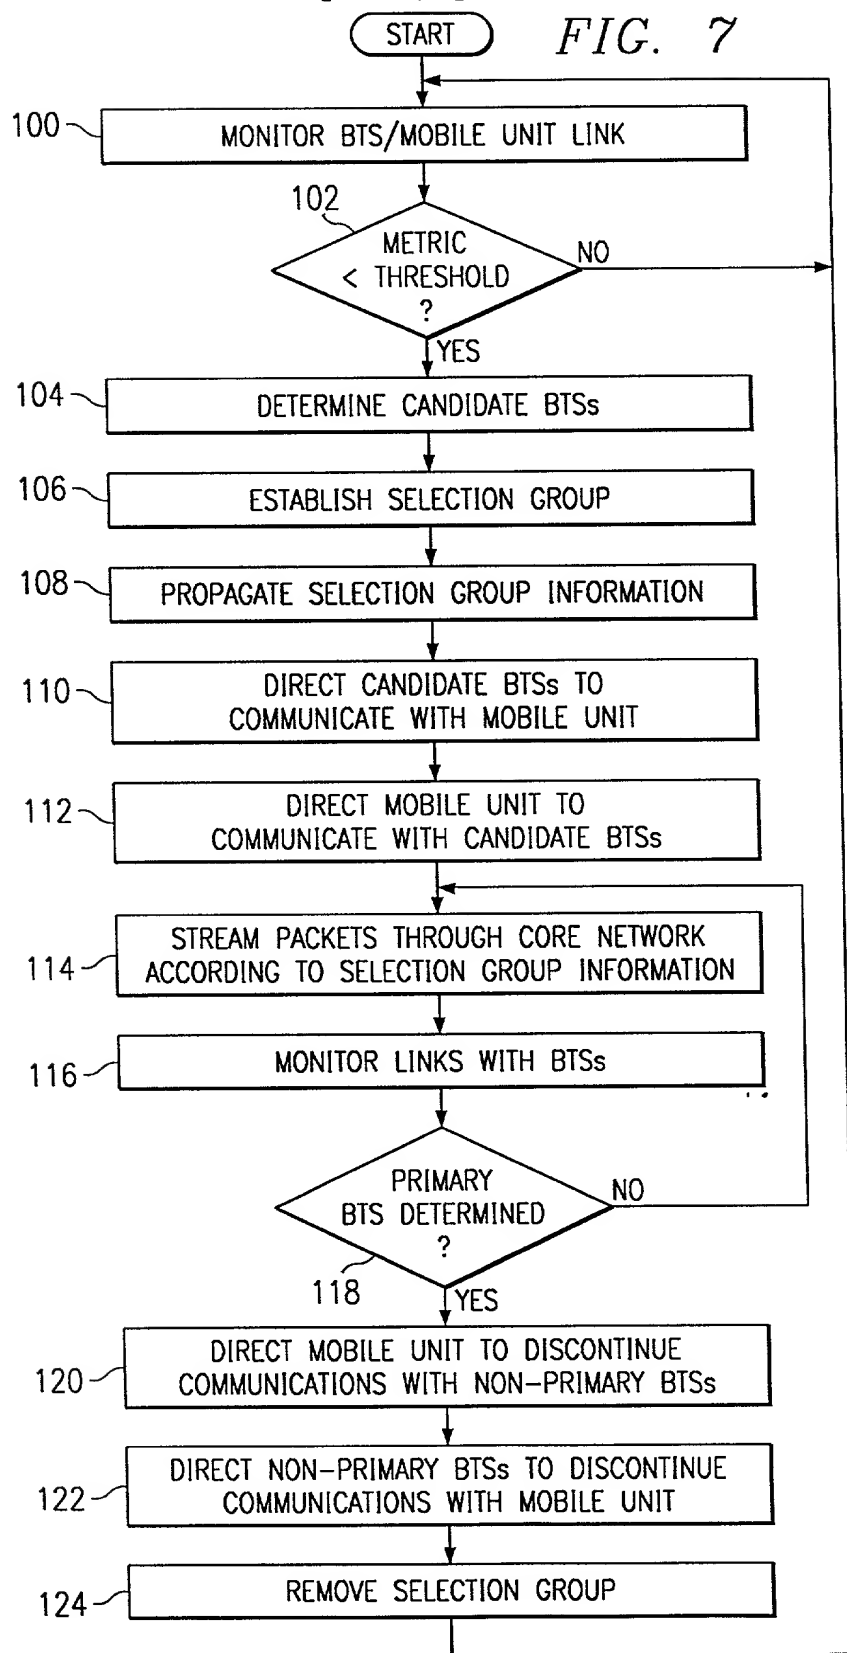 START
FIG. 7
100
MONITOR BTS/MOBILE UNIT LINK
102
METRIC
< THRESHOLD
?
NO
YES
104
DETERMINE CANDIDATE BTSs
106
ESTABLISH SELECTION GROUP
108
PROPAGATE SELECTION GROUP INFORMATION
110
DIRECT CANDIDATE BTSs TO
COMMUNICATE WITH MOBILE UNIT
112
DIRECT MOBILE UNIT TO
COMMUNICATE WITH CANDIDATE BTSs
114
STREAM PACKETS THROUGH CORE NETWORK
ACCORDING TO SELECTION GROUP INFORMATION
116
MONITOR LINKS WITH BTSs
PRIMARY
BTS DETERMINED
?
NO
118
YES
120
DIRECT MOBILE UNIT TO DISCONTINUE
COMMUNICATIONS WITH NON-PRIMARY BTSs
122
DIRECT NON-PRIMARY BTSs TO DISCONTINUE
COMMUNICATIONS WITH MOBILE UNIT
124
REMOVE SELECTION GROUP